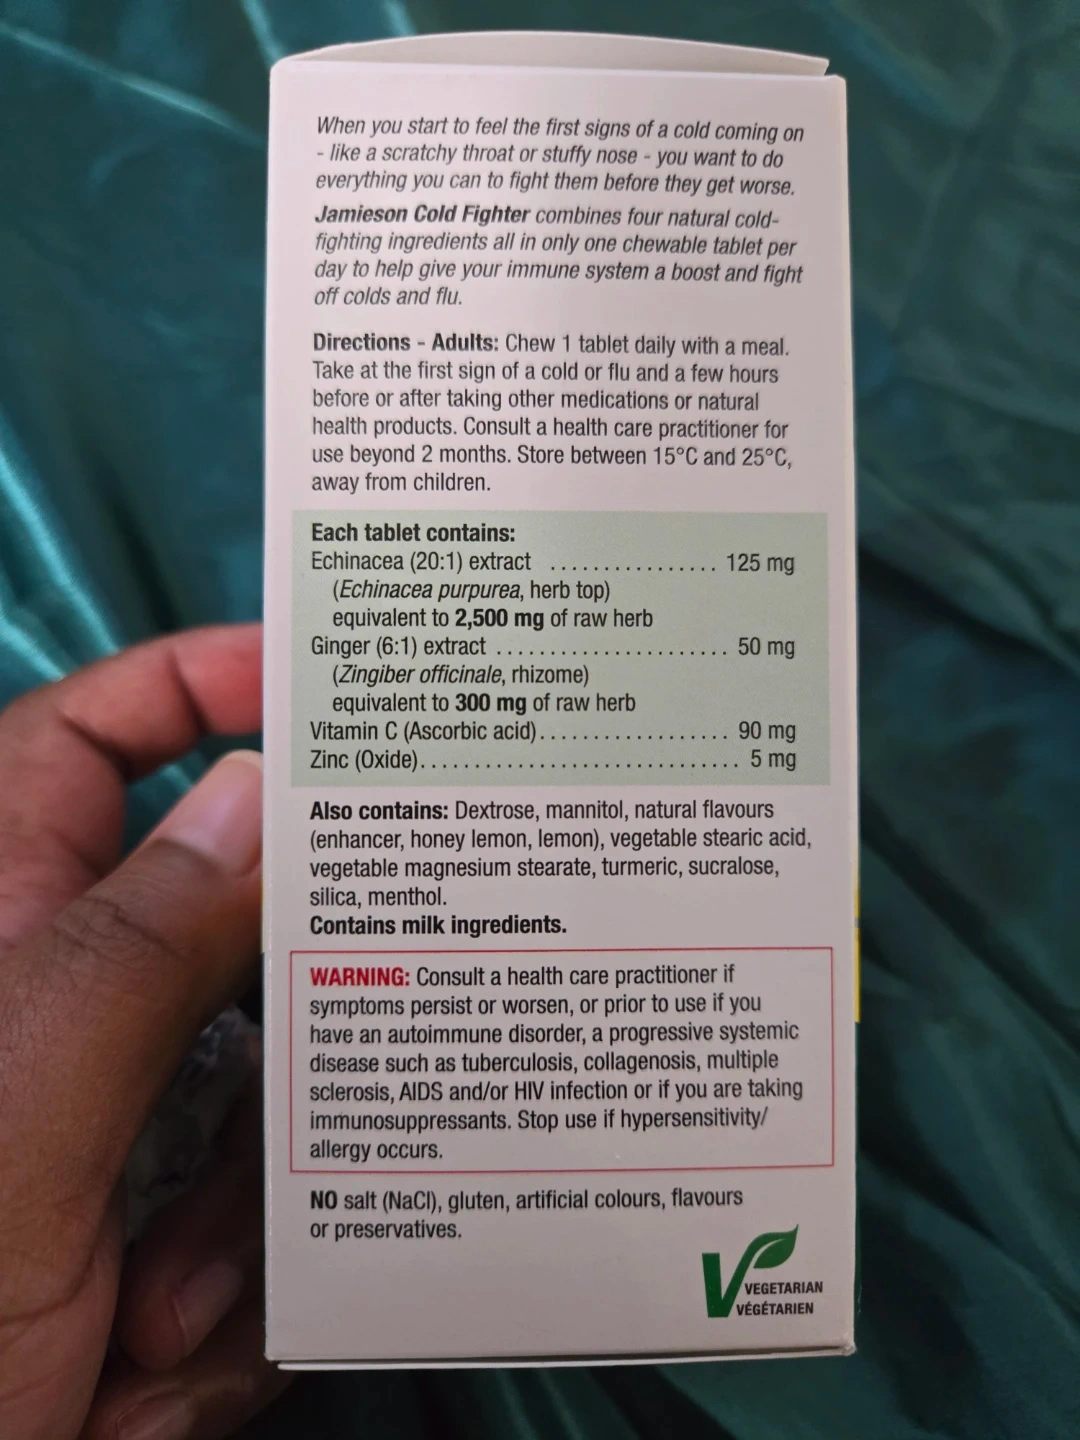 When you start to feel the first signs of a cold coming on
- like a scratchy throat or stuffy nose - you want to do
everything you can to fight them before they get worse.
Jamieson Cold Fighter combines four natural cold-
fighting ingredients all in only one chewable tablet per
day to help give your immune system a boost and fight
off colds and flu.
Directions - Adults: Chew 1 tablet daily with a meal.
Take at the first sign of a cold or flu and a few hours
before or after taking other medications or natural
health products. Consult a health care practitioner for
use beyond 2 months. Store between 15°C and 25°C,
away from children.
Each tablet contains:
Echinacea (20:1) extract ................ 125 mg
(Echinacea purpurea, herb top)
equivalent to 2,500 mg of raw herb
Ginger (6:1) extract ...................... 50 mg
(Zingiber officinale, rhizome)
equivalent to 300 mg of raw herb
Vitamin C (Ascorbic acid).................. 90 mg
Zinc (Oxide).............................. 5 mg
Also contains: Dextrose, mannitol, natural flavours
(enhancer, honey lemon, lemon), vegetable stearic acid,
vegetable magnesium stearate, turmeric, sucralose,
silica, menthol.
Contains milk ingredients.
WARNING: Consult a health care practitioner if
symptoms persist or worsen, or prior to use if you
have an autoimmune disorder, a progressive systemic
disease such as tuberculosis, collagenosis, multiple
sclerosis, AIDS and/or HIV infection or if you are taking
immunosuppressants. Stop use if hypersensitivity/
allergy occurs.
NO salt (NaCl), gluten, artificial colours, flavours
or preservatives.
VEGETARIAN
VÉGÉTARIEN